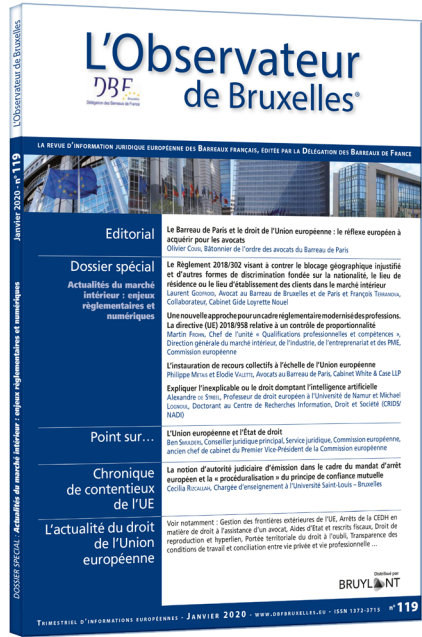 L'Observateur de Bruxelles
Janvier 2020 - n° 119
DOSSIER SPÉCIAL : Actualités du marché intérieur : enjeux règlementaires et numériques
L'Observateur
de Bruxelles®
DBF
Bruxelles
Délégation des Barreaux de France
LA REVUE D'INFORMATION JURIDIQUE EUROPÉENNE DES BARREAUX FRANÇAIS, ÉDITÉE PAR LA DÉLÉGATION DES BARREAUX DE FRANCE
Editorial
Le Barreau de Paris et le droit de l'Union européenne : le réflexe européen à
acquérir pour les avocats
Olivier COUSI, Bâtonnier de l'ordre des avocats du Barreau de Paris
Dossier spécial
Actualités du marché
intérieur : enjeux
règlementaires et
numériques
Le Règlement 2018/302 visant à contrer le blocage géographique injustifié
et d'autres formes de discrimination fondée sur la nationalité, le lieu de
résidence ou le lieu d'établissement des clients dans le marché intérieur
Laurent GODFROID, Avocat au Barreau de Bruxelles et de Paris et François TERRANOVA,
Collaborateur, Cabinet Gide Loyrette Nouel
Une nouvelle approche pour un cadre réglementaire modernisé des professions.
La directive (UE) 2018/958 relative à un contrôle de proportionnalité
Martin FROHN, Chef de l'unité « Qualifications professionnelles et compétences »,
Direction générale du marché intérieur, de l'industrie, de l'entrepreneriat et des PME,
Commission européenne
L'instauration de recours collectifs à l'échelle de l'Union européenne
Philippe METAIS et Elodie VALETTE, Avocats au Barreau de Paris, Cabinet White & Case LLP
Expliquer l'inexplicable ou le droit domptant l'intelligence artificielle
Alexandre DE STREEL, Professeur de droit européen à l'Université de Namur et Michael
LOGNOUL, Doctorant au Centre de Recherches Information, Droit et Société (CRIDS/
NADI)
Point sur...
L'Union européenne et l'État de droit
Ben SMULDERS, Conseiller juridique principal, Service juridique, Commission européenne,
ancien chef de cabinet du Premier Vice-Président de la Commission européenne
Chronique
de contentieux
de l'UE
La notion d'autorité judiciaire d'émission dans le cadre du mandat d'arrêt
européen et la « procéduralisation » du principe de confiance mutuelle
Cecilia RIZCALLAH, Chargée d'enseignement à l'Université Saint-Louis – Bruxelles
L'actualité du droit
de l'Union
européenne
Voir notamment : Gestion des frontières extérieures de l'UE, Arrêts de la CEDH en
matière de droit à l'assistance d'un avocat, Aides d'Etat et rescrits fiscaux, Droit de
reproduction et hyperlien, Portée territoriale du droit à l'oubli, Transparence des
conditions de travail et conciliation entre vie privée et vie professionnelle ...
Distribué par
BRUYLANT
TRIMESTRIEL D'INFORMATIONS EUROPÉENNES - JANVIER 2020 - WWW.DBFBRUXELLES.EU - ISSN 1372-3715 n° 119